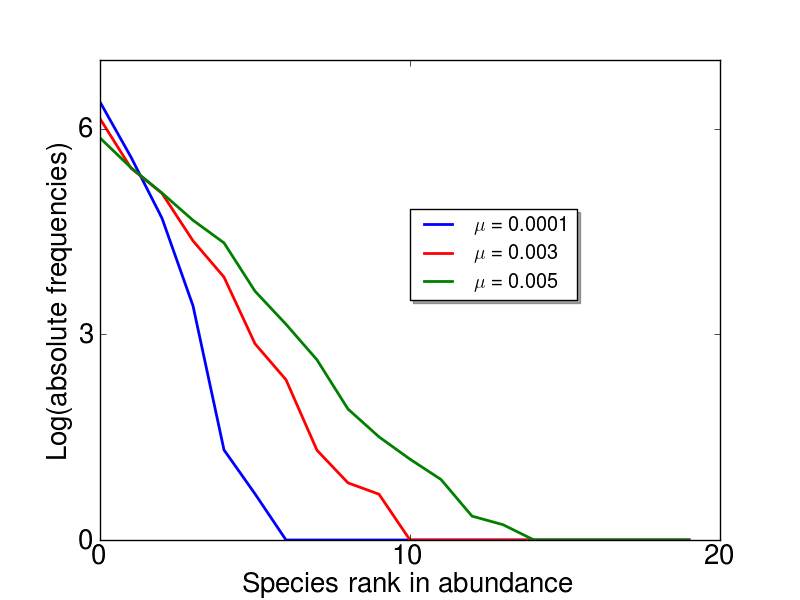 Log(absolute frequencies)
6
3
0
μ = 0.0001
μ = 0.003
μ = 0.005
0 10 20
Species rank in abundance